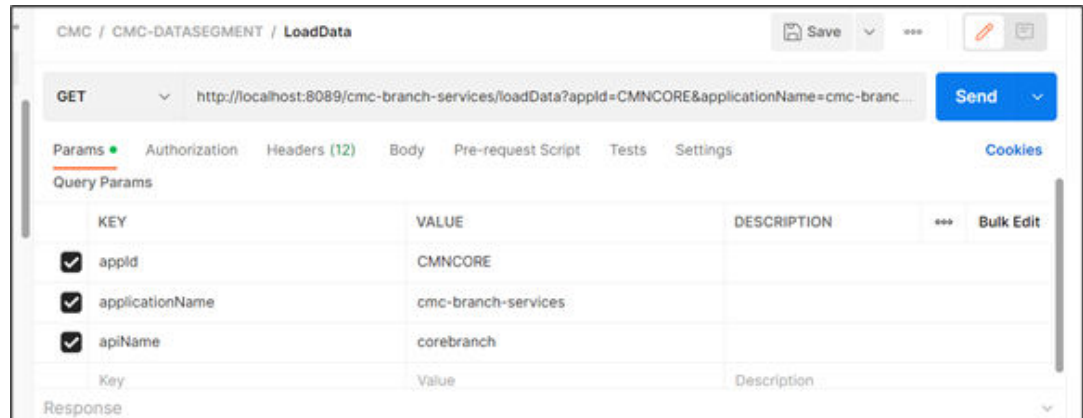 CMC / CMC-DATASEGMENT / LoadData Save
GET http://localhost:8089/cmc-branch-services/loadData?appId=CMNCORE&applicationName=cmc-branc... Send
Params Authorization Headers (12) Body Pre-request Script Tests Settings Cookies
Query Params
KEY VALUE DESCRIPTION Bulk Edit
appId CMNCORE
applicationName cmc-branch-services
apiName corebranch
Key Value Description
Response